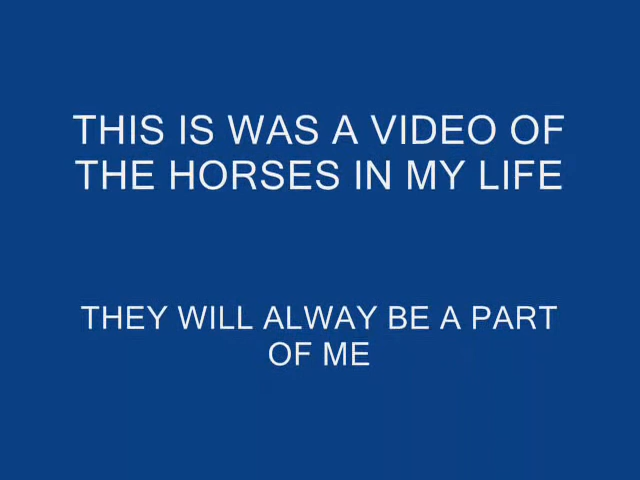 THIS IS WAS A VIDEO OF
THE HORSES IN MY LIFE
THEY WILL ALWAY BE A PART
OF ME